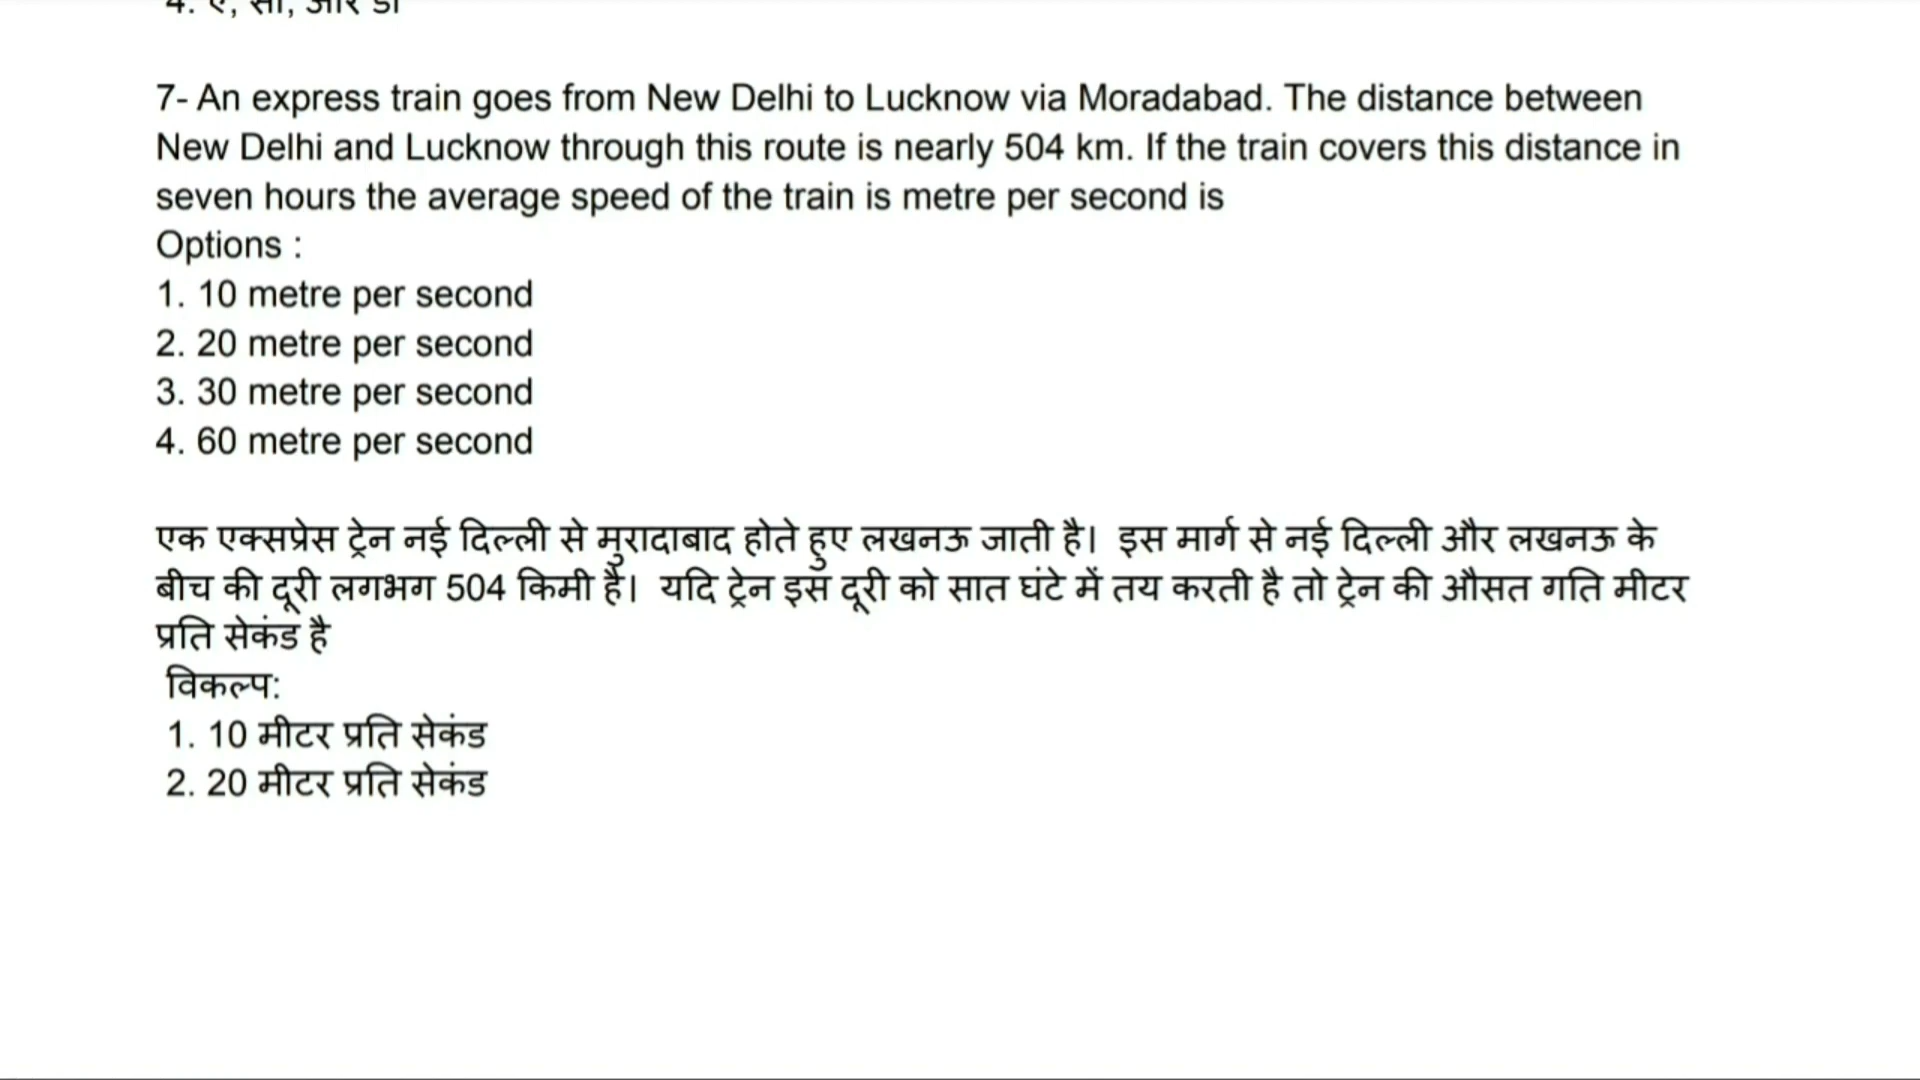 4. ए, सी, और डी
7- An express train goes from New Delhi to Lucknow via Moradabad. The distance between
New Delhi and Lucknow through this route is nearly 504 km. If the train covers this distance in
seven hours the average speed of the train is metre per second is
Options :
1. 10 metre per second
2. 20 metre per second
3. 30 metre per second
4. 60 metre per second
एक एक्सप्रेस ट्रेन नई दिल्ली से मुरादाबाद होते हुए लखनऊ जाती है। इस मार्ग से नई दिल्ली और लखनऊ के
बीच की दूरी लगभग 504 किमी है। यदि ट्रेन इस दूरी को सात घंटे में तय करती है तो ट्रेन की औसत गति मीटर
प्रति सेकंड है
विकल्प:
1. 10 मीटर प्रति सेकंड
2. 20 मीटर प्रति सेकंड